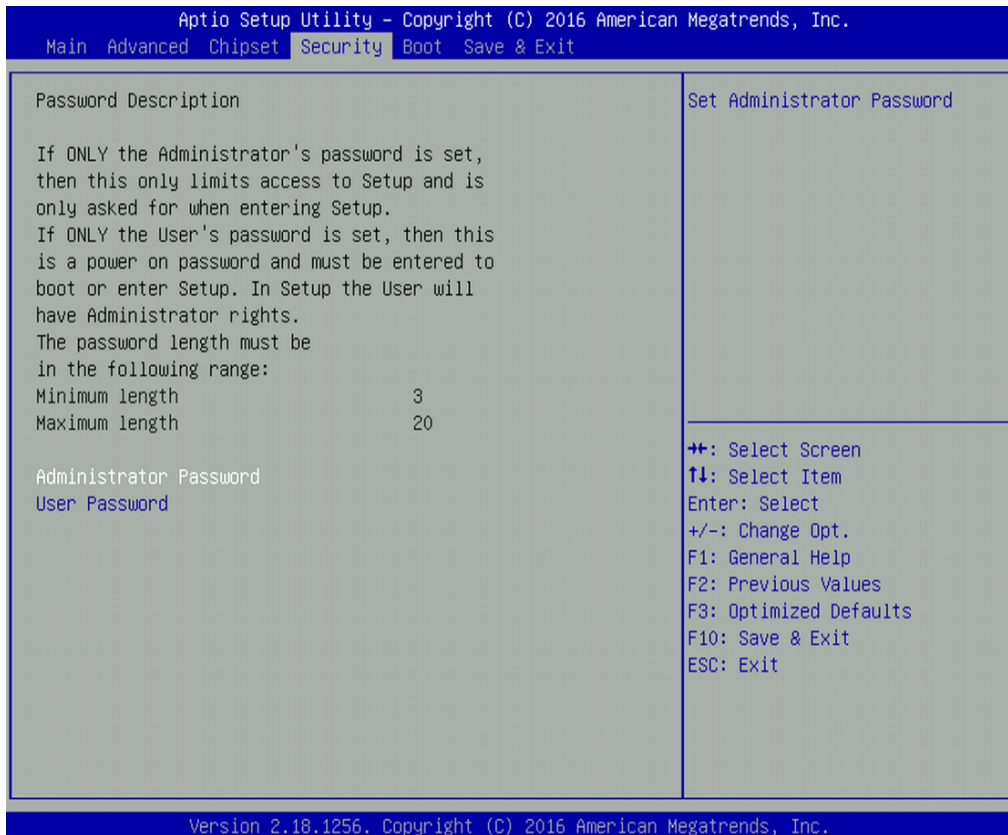 Aptio Setup Utility – Copyright (C) 2016 American Megatrends, Inc.
Main Advanced Chipset Security Boot Save & Exit
Password Description
If ONLY the Administrator's password is set,
then this only limits access to Setup and is
only asked for when entering Setup.
If ONLY the User's password is set, then this
is a power on password and must be entered to
boot or enter Setup. In Setup the User will
have Administrator rights.
The password length must be
in the following range:
Minimum length 3
Maximum length 20
Administrator Password
User Password
Set Administrator Password
→←: Select Screen
↑↓: Select Item
Enter: Select
+/-: Change Opt.
F1: General Help
F2: Previous Values
F3: Optimized Defaults
F10: Save & Exit
ESC: Exit
Version 2.18.1256. Copyright (C) 2016 American Megatrends, Inc.